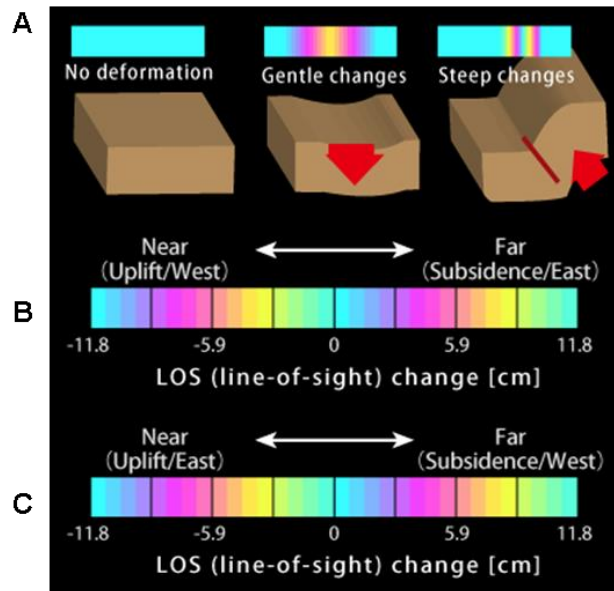 A
No deformation
Gentle changes
Steep changes
Near
(Uplift/West)
Far
(Subsidence/East)
B
-11.8
-5.9
0
5.9
11.8
LOS (line-of-sight) change [cm]
Near
(Uplift/East)
Far
(Subsidence/West)
C
-11.8
-5.9
0
5.9
11.8
LOS (line-of-sight) change [cm]